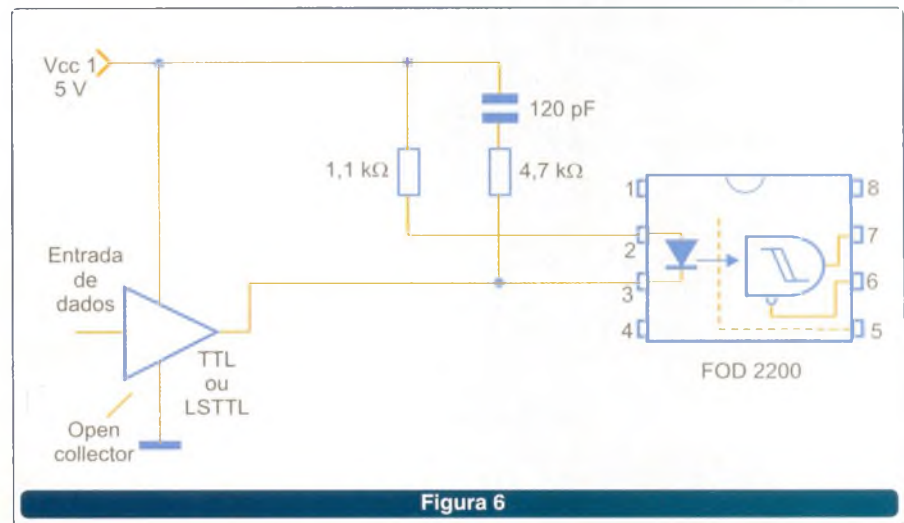 Vcc 1
5 V
120 pF
1,1 kΩ
4,7 kΩ
1
2
3
4
8
7
6
5
FOD 2200
Entrada
de
dados
TTL
ou
LSTTL
Open
collector
Figura 6